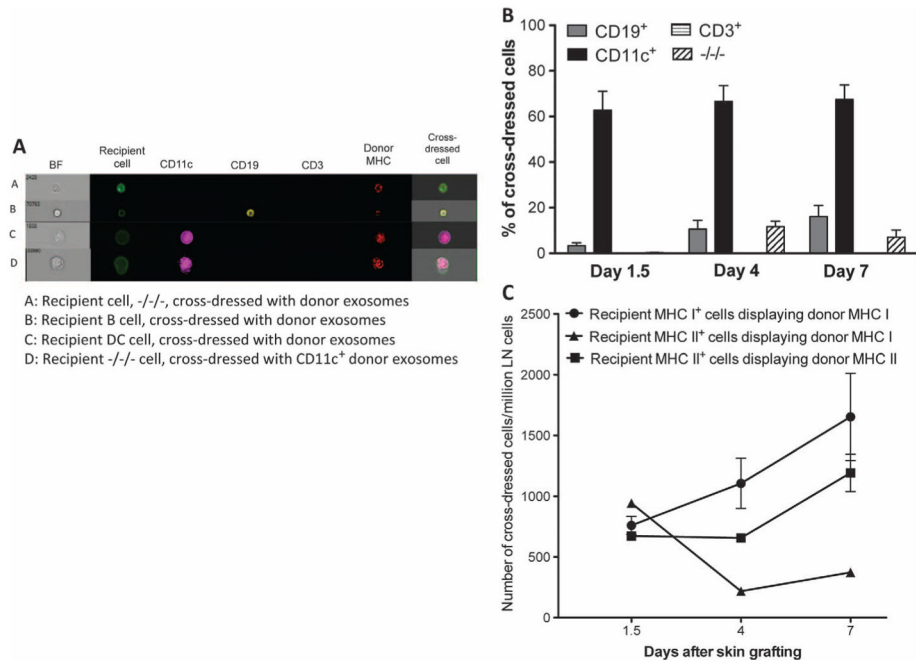 A
BF
Recipient
cell
CD11c
CD19
CD3
Donor
MHC
Cross-
dressed
cell
A
B
C
D
A: Recipient cell, -/-/-, cross-dressed with donor exosomes
B: Recipient B cell, cross-dressed with donor exosomes
C: Recipient DC cell, cross-dressed with donor exosomes
D: Recipient -/-/- cell, cross-dressed with CD11c⁺ donor exosomes
B
CD19⁺
CD3⁺
CD11c⁺
-/-/-
% of cross-dressed cells
100
80
60
40
20
0
Day 1.5
Day 4
Day 7
C
Recipient MHC I⁺ cells displaying donor MHC I
Recipient MHC II⁺ cells displaying donor MHC I
Recipient MHC II⁺ cells displaying donor MHC II
Number of cross-dressed cells/million LN cells
2500
2000
1500
1000
500
0
1.5
4
7
Days after skin grafting